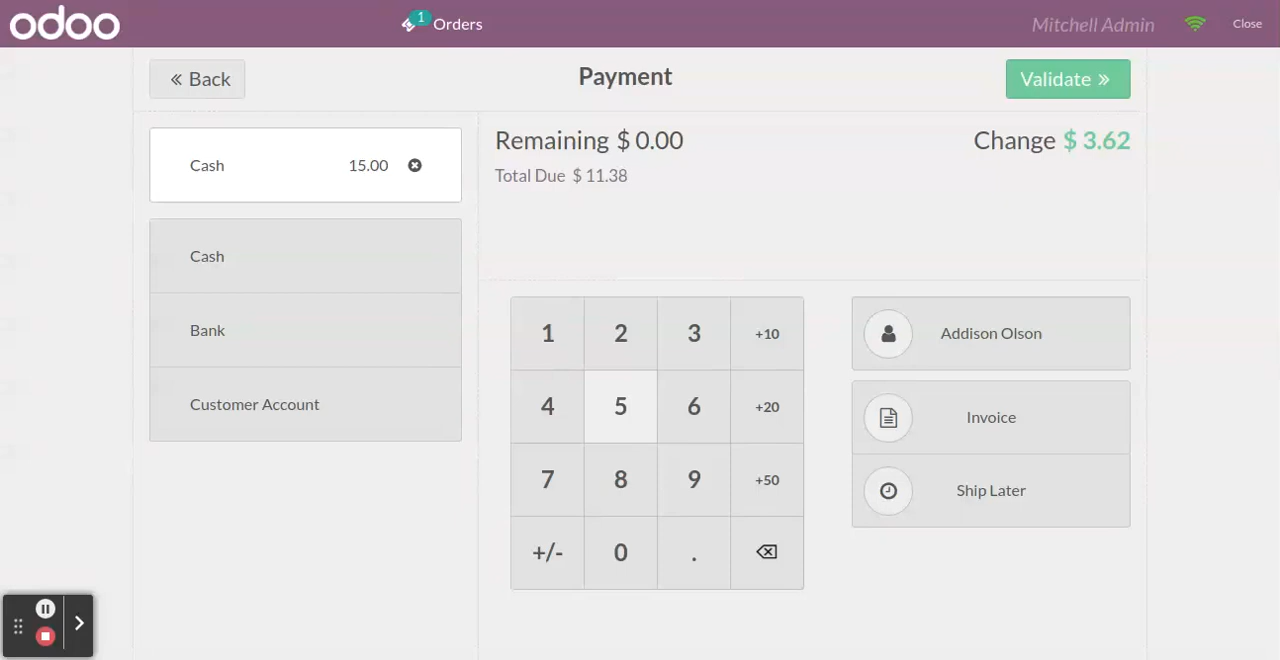 odoo
1 Orders
Mitchell Admin
Close
« Back
Payment
Validate »
Cash 15.00
Remaining $ 0.00
Change $ 3.62
Total Due $ 11.38
Cash
Bank
Customer Account
1 2 3 +10
4 5 6 +20
7 8 9 +50
+/- 0 .
Addison Olson
Invoice
Ship Later